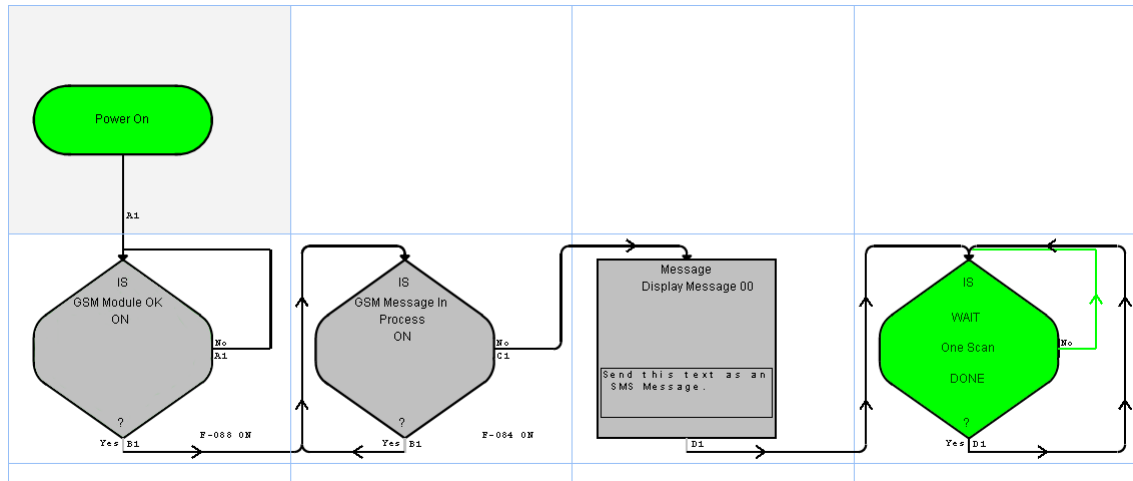 Power On
A1
IS
GSM Module OK
ON
No
A1
?
Yes B1
F-088 ON
IS
GSM Message In
Process
ON
No
C1
?
Yes B1
F-084 ON
Message
Display Message 00
Send this text as an
SMS Message.
D1
IS
WAIT
One Scan
DONE
No
?
Yes D1